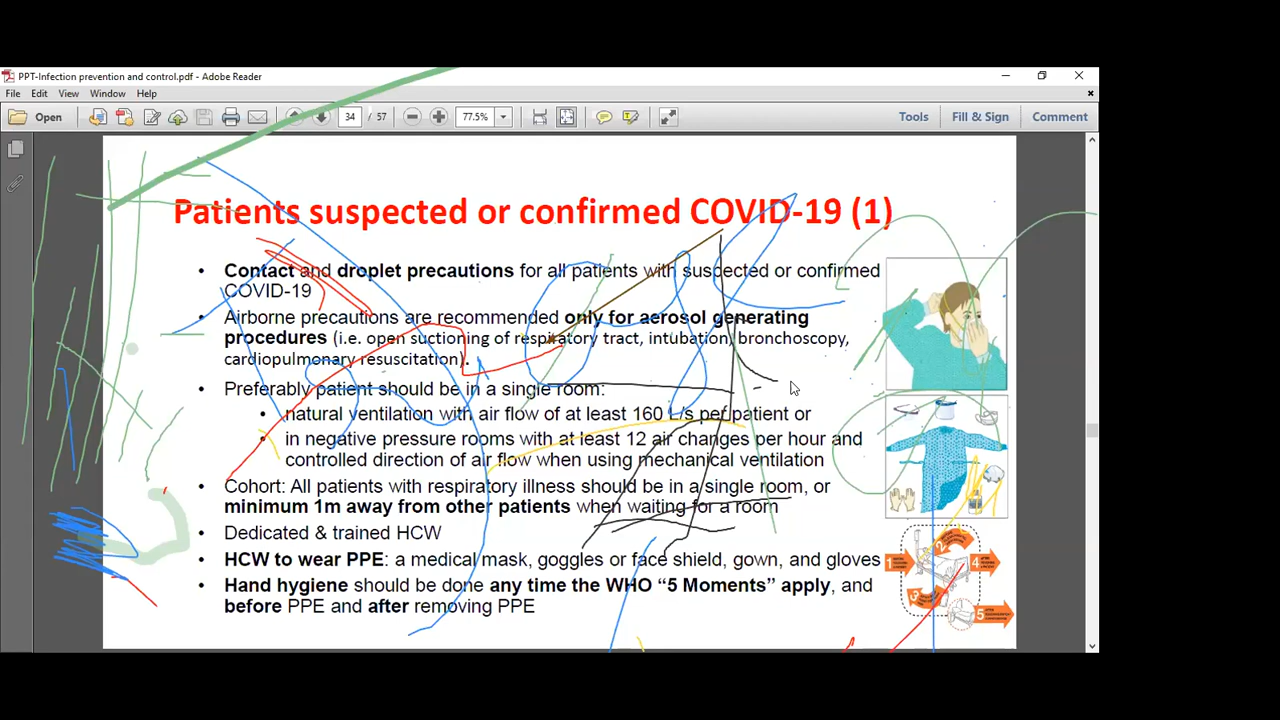 PPT-Infection prevention and control.pdf - Adobe Reader
File Edit View Window Help
Open 34 / 57 77.5% Tools Fill & Sign Comment
Patients suspected or confirmed COVID-19 (1)
• Contact and droplet precautions for all patients with suspected or confirmed
COVID-19
• Airborne precautions are recommended only for aerosol generating
procedures (i.e. open suctioning of respiratory tract, intubation, bronchoscopy,
cardiopulmonary resuscitation).
• Preferably patient should be in a single room:
• natural ventilation with air flow of at least 160 L/s per patient or
• in negative pressure rooms with at least 12 air changes per hour and
controlled direction of air flow when using mechanical ventilation
• Cohort: All patients with respiratory illness should be in a single room, or
minimum 1m away from other patients when waiting for a room
• Dedicated & trained HCW
• HCW to wear PPE: a medical mask, goggles or face shield, gown, and gloves
• Hand hygiene should be done any time the WHO “5 Moments” apply, and
before PPE and after removing PPE
1
2
3
4
5